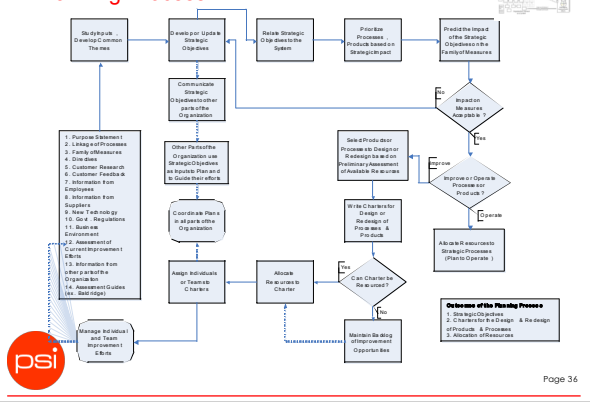 Study Inputs ,
Develop Common
Themes
Develop or Update
Strategic
Objectives
Relate Strategic
Objectives to the
System
Prioritize
Processes ,
Products based on
Strategic Impact
Predict the Impact
of the Strategic
Objectives on the
Family of Measures
No
Impact on
Measures
Acceptable ?
Yes
Communicate
Strategic
Objectives to other
parts of the
Organization
Other Parts of the
Organization use
Strategic Objectives
as Inputs to Plan and
to Guide their efforts
Coordinate Plans
in all parts of the
Organization
Select Products or
Processes to Design or
Redesign based on
Preliminary Assessment
of Available Resources
Improve
Improve or Operate
Processes or
Products ?
Operate
Write Charters for
Design or
Redesign of
Processes &
Products
Allocate Resources to
Strategic Processes
(Plan to Operate )
1 . Purpose Statement
2 . Linkage of Processes
3 . Family of Measures
4 . Directives
5 . Customer Research
6 . Customer Feedback
7 . Information from
Employees
8 . Information from
Suppliers
9 . New Technology
10 . Govt . Regulations
11 . Business
Environment
12 . Assessment of
Current Improvement
Efforts
13 . Information from
other parts of the
Organization
14 . Assessment Guides
(ex . Baldridge)
Assign Individuals
or Teams to
Charters
Allocate
Resources to
Charter
Yes
Can Charter be
Resourced ?
No
Maintain Backlog
of Improvement
Opportunities
Manage Individual
and Team
Improvement
Efforts
Outcomes of the Planning Process
1 . Strategic Objectives
2 . Charters for the Design & Redesign
of Products & Processes
3 . Allocation of Resources
psi
Page 36